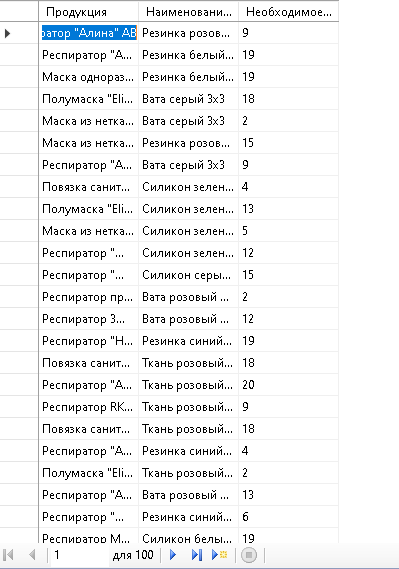 Продукция Наименовани... Необходимое...
ратор "Алина" АВ Резинка розов... 9
Респиратор "А... Резинка белый... 19
Маска однораз... Резинка белый... 19
Полумаска "Eli... Вата серый 3x3 18
Маска из нетка... Вата серый 3x3 2
Маска из нетка... Резинка розов... 15
Респиратор "А... Вата серый 3x3 9
Повязка санит... Силикон зелен... 4
Полумаска "Eli... Силикон зелен... 13
Маска из нетка... Силикон зелен... 5
Респиратор "... Силикон зелен... 12
Респиратор "... Силикон серы... 15
Респиратор пр... Вата розовый ... 2
Респиратор 3... Вата розовый ... 12
Респиратор "Н... Резинка синий... 19
Повязка санит... Ткань розовый... 18
Респиратор "А... Ткань розовый... 20
Респиратор RK... Ткань розовый... 9
Повязка санит... Ткань розовый... 18
Респиратор "А... Резинка синий... 4
Полумаска "Eli... Ткань розовый... 2
Респиратор "А... Вата розовый ... 13
Респиратор "... Резинка синий... 6
Респиратор М... Силикон белы... 19
1 для 100